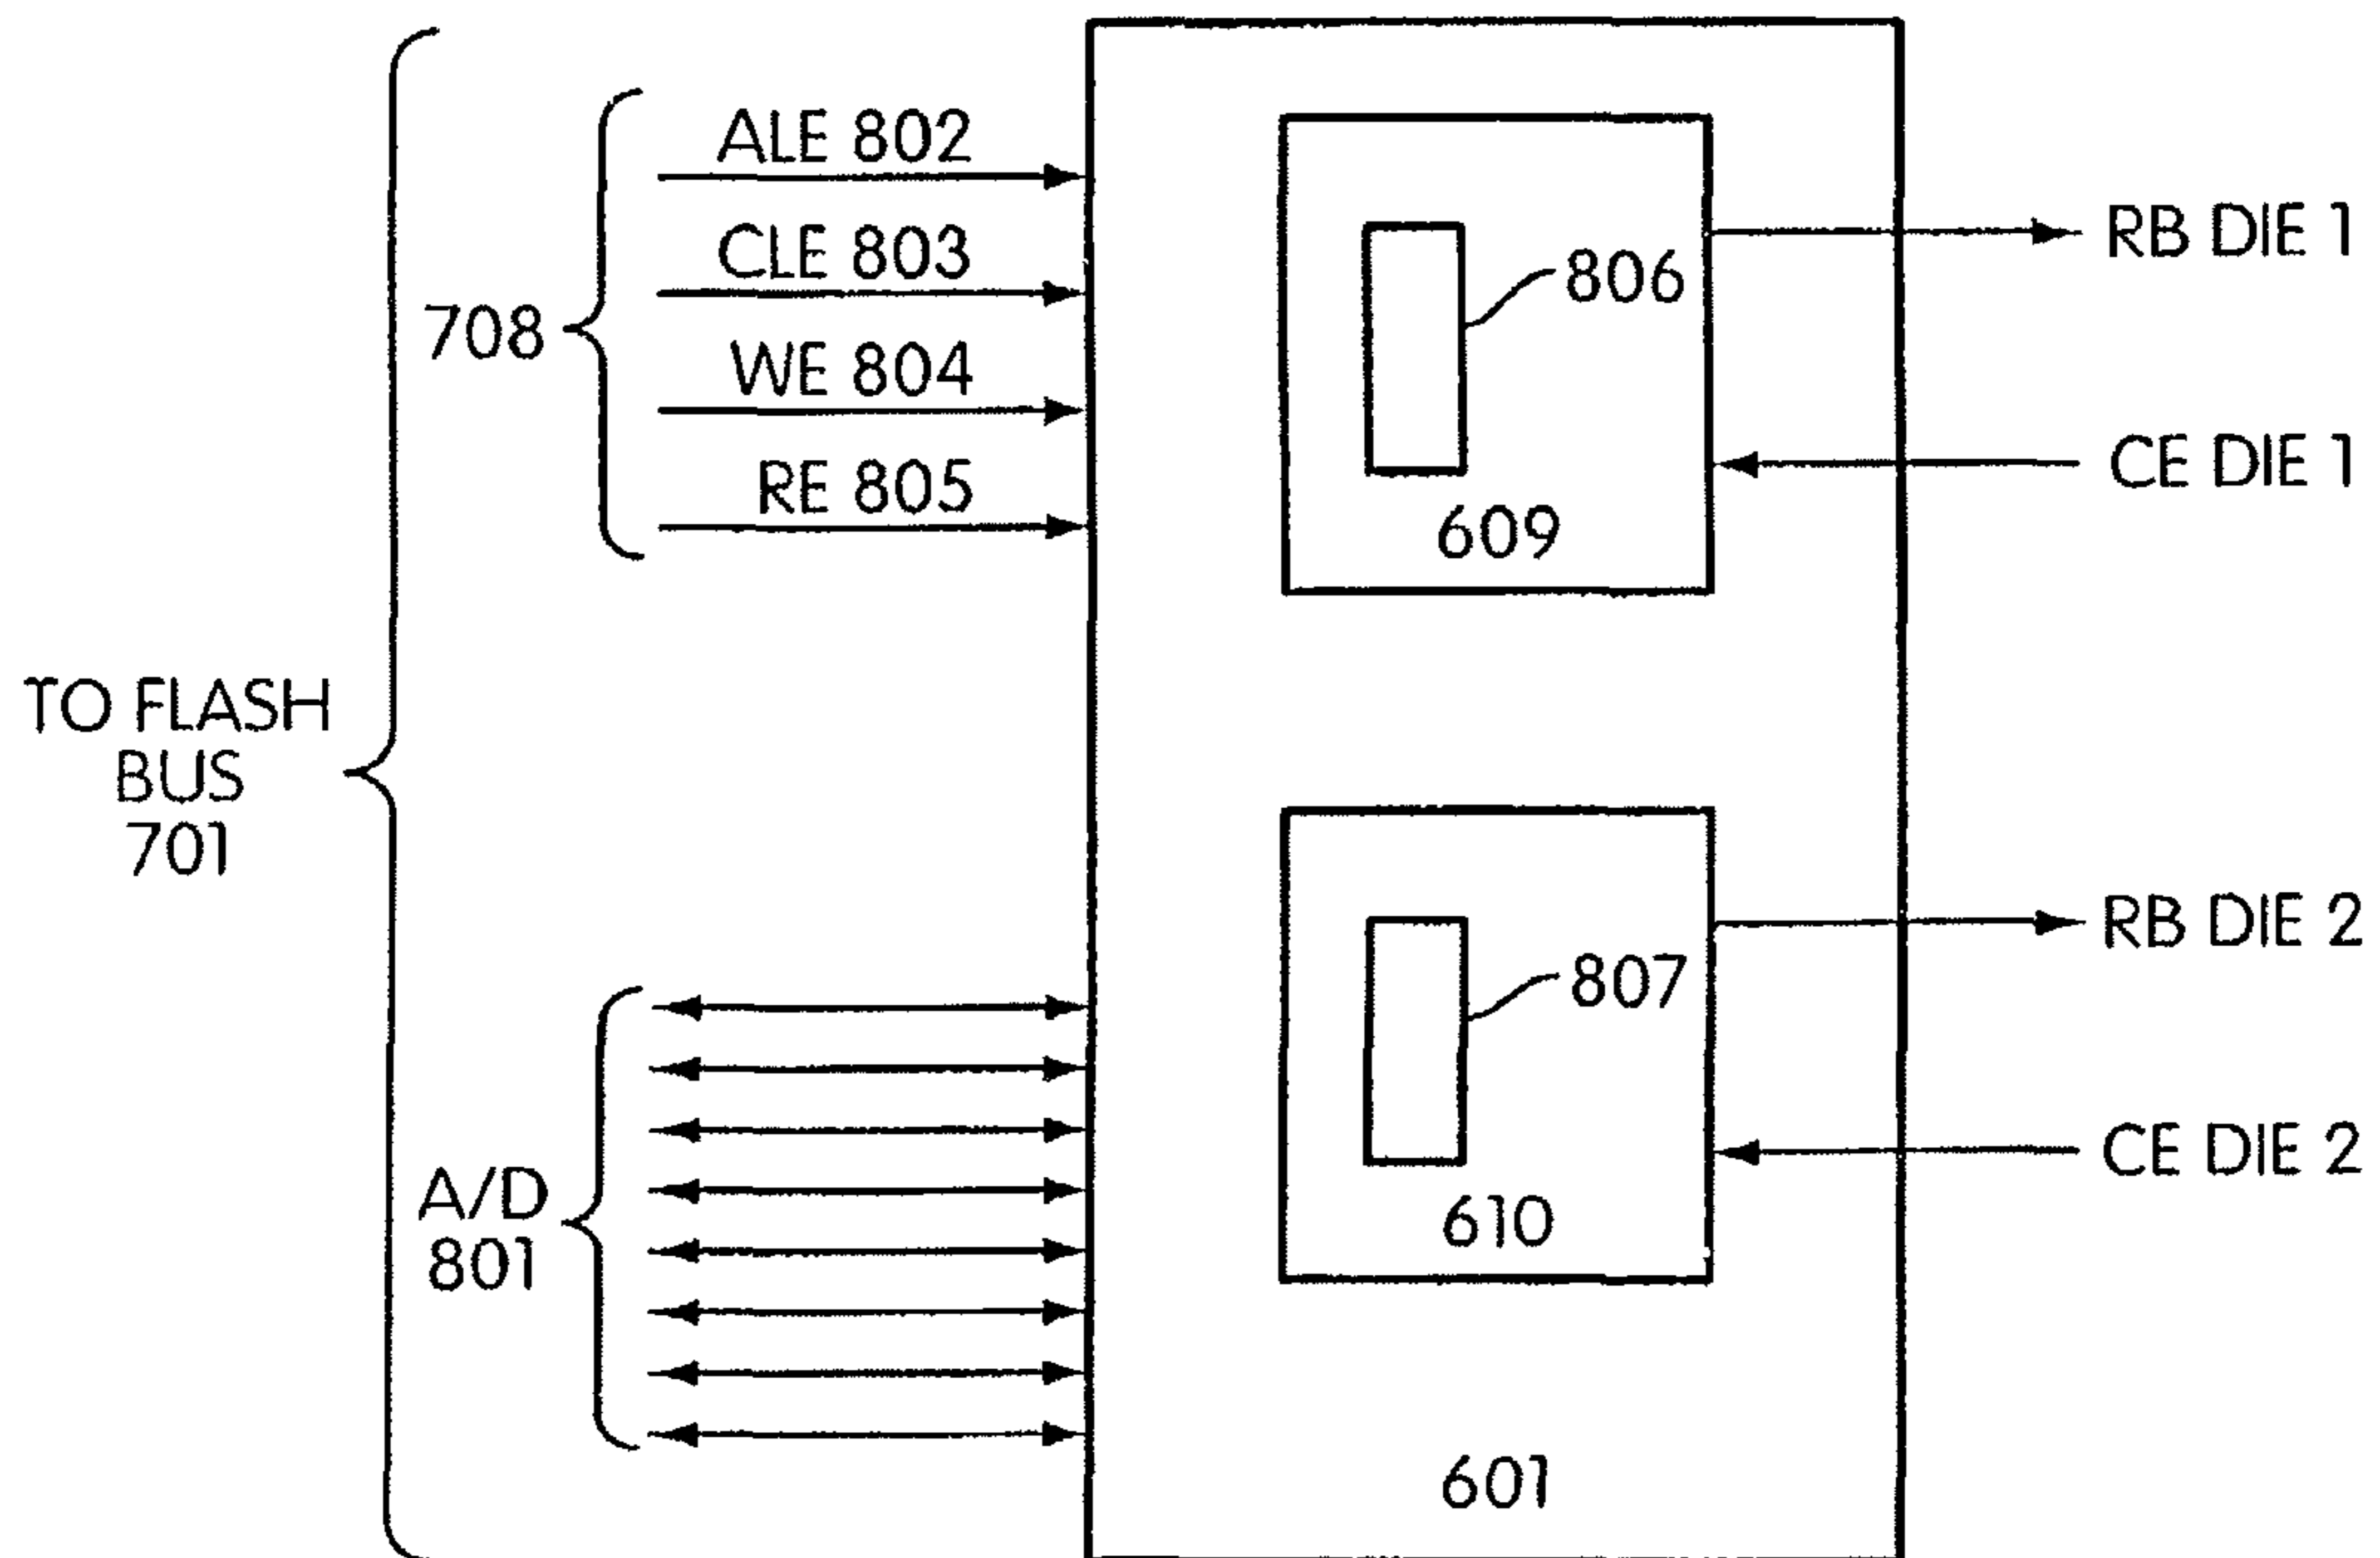 ALE 802
CLE 803
708
WE 804
RE 805
TO FLASH
BUS
701
A/D
801
806
609
807
610
601
RB DIE 1
CE DIE 1
RB DIE 2
CE DIE 2